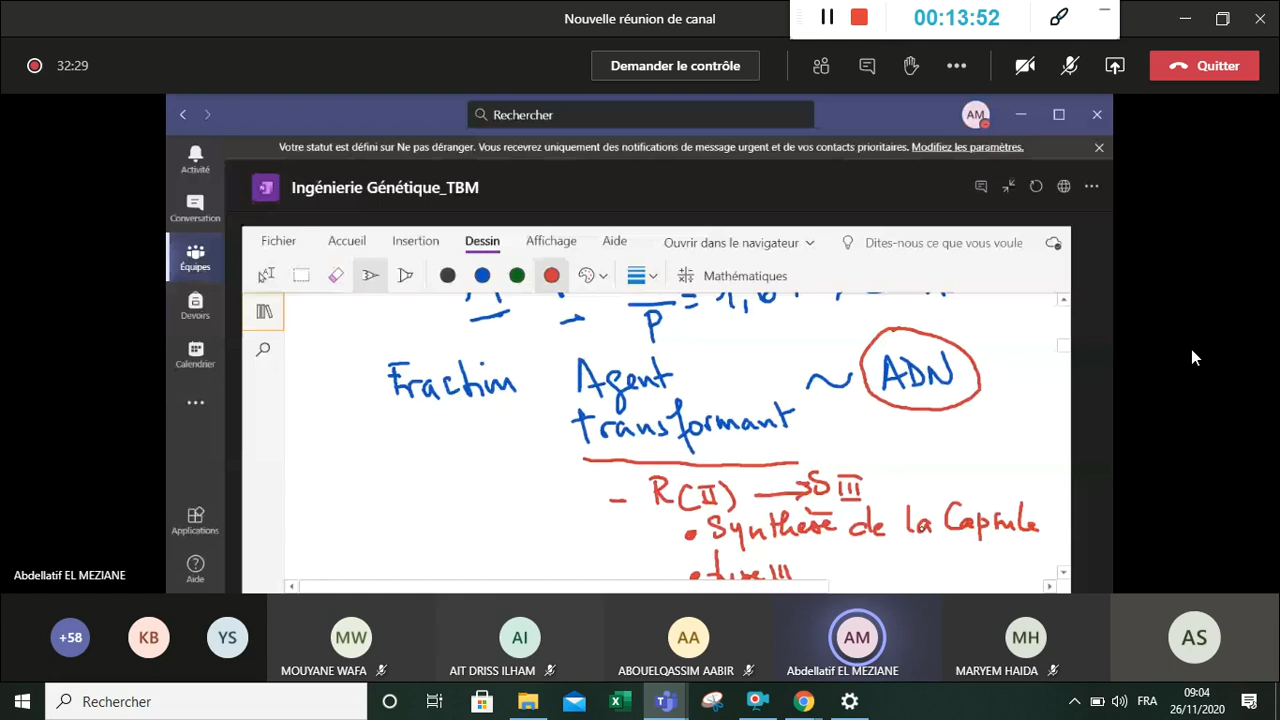 Nouvelle réunion de canal
00:13:52
32:29
Demander le contrôle
Quitter
Rechercher
AM
Votre statut est défini sur Ne pas déranger. Vous recevrez uniquement des notifications de message urgent et de vos contacts prioritaires. Modifiez les paramètres.
Activité
Ingénierie Génétique_TBM
Conversation
Fichier Accueil Insertion Dessin Affichage Aide Ouvrir dans le navigateur Dites-nous ce que vous voulez
Équipes
Mathématiques
Devoirs
P
Calendrier
Fraction Agent ~ ADN
transformant
- R(II) → S III
• Synthèse de la Capsule
• type III
Applications
Aide
Abdellatif EL MEZIANE
+58 KB YS MW AI AA AM MH AS
MOUYANE WAFA AIT DRISS ILHAM ABOUELQASSIM AABIR Abdellatif EL MEZIANE MARYEM HAIDA
Rechercher
FRA
09:04
26/11/2020